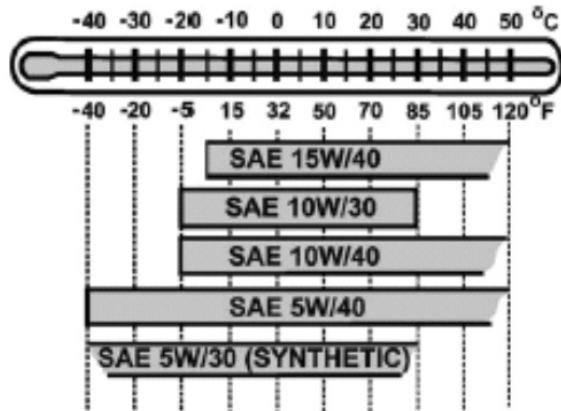 -40 -30 -20 -10 0 10 20 30 40 50 °C
-40 -20 -5 15 32 50 70 85 105 120 °F
SAE 15W/40
SAE 10W/30
SAE 10W/40
SAE 5W/40
SAE 5W/30 (SYNTHETIC)